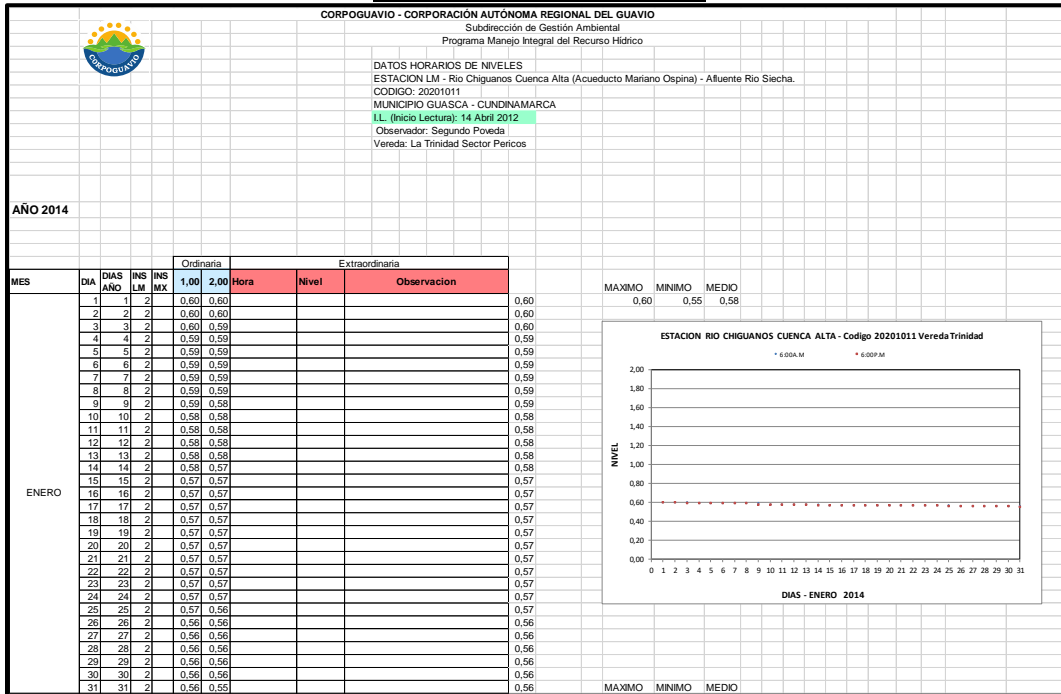 CORPOGUAVIO - CORPORACIÓN AUTÓNOMA REGIONAL DEL GUAVIO
Subdirección de Gestión Ambiental
Programa Manejo Integral del Recurso Hídrico
CORPOGUAVIO
DATOS HORARIOS DE NIVELES
ESTACION LM - Rio Chiguanos Cuenca Alta (Acueducto Mariano Ospina) - Afluente Rio Siecha.
CODIGO: 20201011
MUNICIPIO GUASCA - CUNDINAMARCA
I.L. (Inicio Lectura): 14 Abril 2012
Observador: Segundo Poveda
Vereda: La Trinidad Sector Pericos
AÑO 2014
Ordinaria Extraordinaria
MES DIA DIAS AÑO INS LM INS MX 1,00 2,00 Hora Nivel Observacion MAXIMO MINIMO MEDIO
1 1 2 0,60 0,60 0,60 0,60 0,55 0,58
2 2 2 0,60 0,60 0,60
3 3 2 0,60 0,59 0,60
4 4 2 0,59 0,59 0,59
5 5 2 0,59 0,59 0,59
6 6 2 0,59 0,59 0,59
7 7 2 0,59 0,59 0,59
8 8 2 0,59 0,59 0,59
9 9 2 0,59 0,58 0,59
10 10 2 0,58 0,58 0,58
11 11 2 0,58 0,58 0,58
12 12 2 0,58 0,58 0,58
13 13 2 0,58 0,58 0,58
14 14 2 0,58 0,57 0,58
15 15 2 0,57 0,57 0,57
ENERO 16 16 2 0,57 0,57 0,57
17 17 2 0,57 0,57 0,57
18 18 2 0,57 0,57 0,57
19 19 2 0,57 0,57 0,57
20 20 2 0,57 0,57 0,57
21 21 2 0,57 0,57 0,57
22 22 2 0,57 0,57 0,57
23 23 2 0,57 0,57 0,57
24 24 2 0,57 0,57 0,57
25 25 2 0,57 0,56 0,57
26 26 2 0,56 0,56 0,56
27 27 2 0,56 0,56 0,56
28 28 2 0,56 0,56 0,56
29 29 2 0,56 0,56 0,56
30 30 2 0,56 0,56 0,56
31 31 2 0,56 0,55 0,56 MAXIMO MINIMO MEDIO
ESTACION RIO CHIGUANOS CUENCA ALTA - Codigo 20201011 Vereda Trinidad
6:00A.M 6:00P.M
2,00
1,80
1,60
1,40
1,20
1,00
0,80
0,60
0,40
0,20
0,00
NIVEL
0 1 2 3 4 5 6 7 8 9 10 11 12 13 14 15 16 17 18 19 20 21 22 23 24 25 26 27 28 29 30 31
DIAS - ENERO 2014